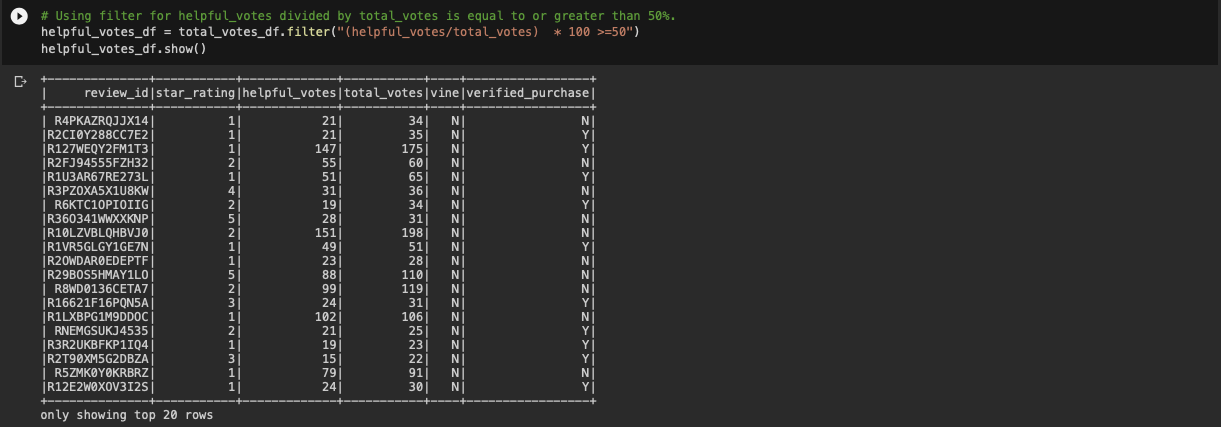 # Using filter for helpful_votes divided by total_votes is equal to or greater than 50%.
helpful_votes_df = total_votes_df.filter("(helpful_votes/total_votes)  * 100 >=50")
helpful_votes_df.show()
+--------------+-----------+-------------+-----------+----+-----------------+
|     review_id|star_rating|helpful_votes|total_votes|vine|verified_purchase|
+--------------+-----------+-------------+-----------+----+-----------------+
| R4PKAZRQJJX14|          1|           21|         34|   N|                N|
|R2CI0Y288CC7E2|          1|           21|         35|   N|                Y|
|R127WEQY2FM1T3|          1|          147|        175|   N|                Y|
|R2FJ94555FZH32|          2|           55|         60|   N|                N|
|R1U3AR67RE273L|          1|           51|         65|   N|                Y|
|R3PZOXA5X1U8KW|          4|           31|         36|   N|                N|
| R6KTC1OPIOIIG|          2|           19|         34|   N|                Y|
|R36O341WWXXKNP|          5|           28|         31|   N|                N|
|R10LZVBLQHBVJ0|          2|          151|        198|   N|                N|
|R1VR5GLGY1GE7N|          1|           49|         51|   N|                Y|
|R2OWDAR0EDEPTF|          1|           23|         28|   N|                N|
|R29BOS5HMAY1LO|          5|           88|        110|   N|                N|
| R8WD0136CETA7|          2|           99|        119|   N|                N|
|R16621F16PQN5A|          3|           24|         31|   N|                Y|
|R1LXBPG1M9DDOC|          1|          102|        106|   N|                N|
| RNEMGSUKJ4535|          2|           21|         25|   N|                Y|
|R3R2UKBFKP1IQ4|          1|           19|         23|   N|                Y|
|R2T90XM5G2DBZA|          3|           15|         22|   N|                Y|
| R5ZMK0Y0KRBRZ|          1|           79|         91|   N|                N|
|R12E2W0XOV3I2S|          1|           24|         30|   N|                Y|
+--------------+-----------+-------------+-----------+----+-----------------+
only showing top 20 rows